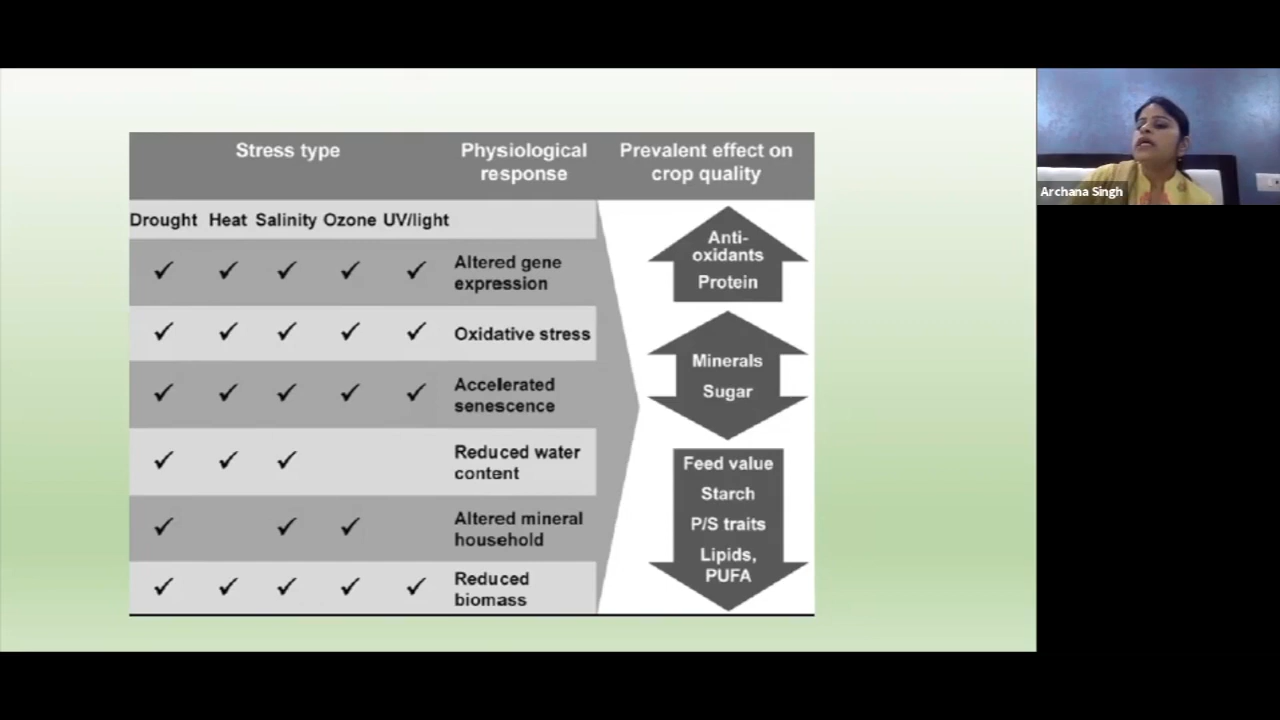 Stress type
Physiological
response
Prevalent effect on
crop quality
Drought Heat Salinity Ozone UV/light
✓ ✓ ✓ ✓ ✓ Altered gene
expression
✓ ✓ ✓ ✓ ✓ Oxidative stress
✓ ✓ ✓ ✓ ✓ Accelerated
senescence
✓ ✓ ✓ Reduced water
content
✓ ✓ ✓ Altered mineral
household
✓ ✓ ✓ ✓ ✓ Reduced
biomass
Anti-
oxidants
Protein
Minerals
Sugar
Feed value
Starch
P/S traits
Lipids,
PUFA
Archana Singh